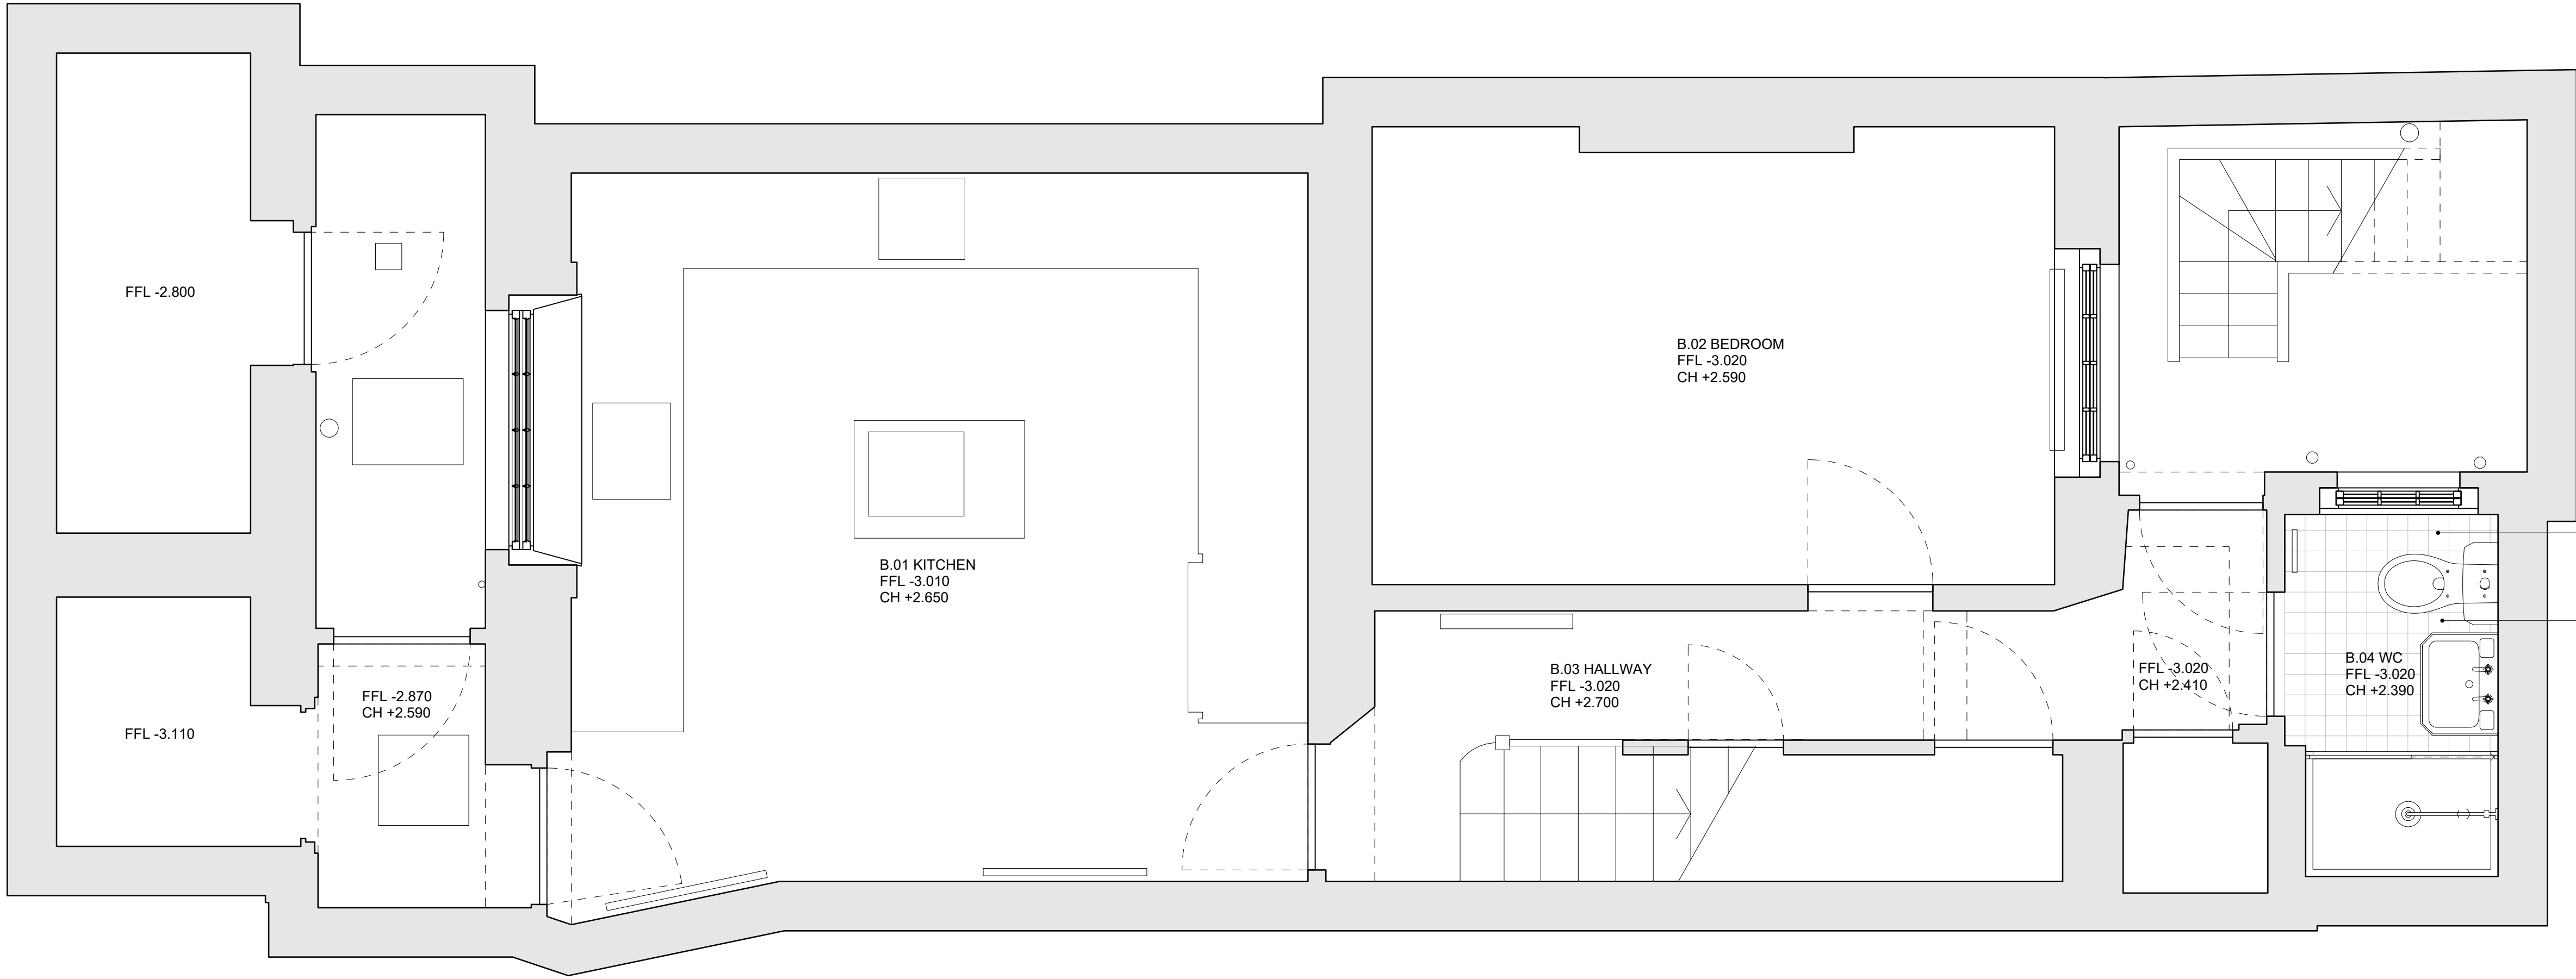 FFL -2.800
B.02 BEDROOM
FFL -3.020
CH +2.590
B.01 KITCHEN
FFL -3.010
CH +2.650
B.03 HALLWAY
FFL -3.020
CH +2.700
FFL -3.020
CH +2.410
B.04 WC
FFL -3.020
CH +2.390
FFL -2.870
CH +2.590
FFL -3.110